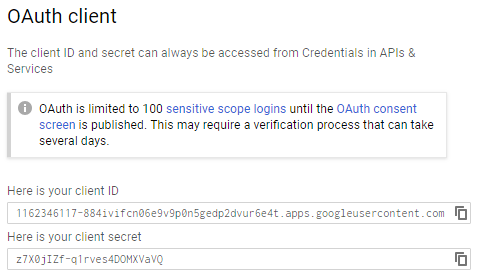 OAuth client
The client ID and secret can always be accessed from Credentials in APIs &
Services
OAuth is limited to 100 sensitive scope logins until the OAuth consent
screen is published. This may require a verification process that can take
several days.
Here is your client ID
1162346117-884ivifcn06e9v9p0n5gedp2dvur6e4t.apps.googleusercontent.com
Here is your client secret
z7X0jIZf-q1rves4DOMXVaVQ